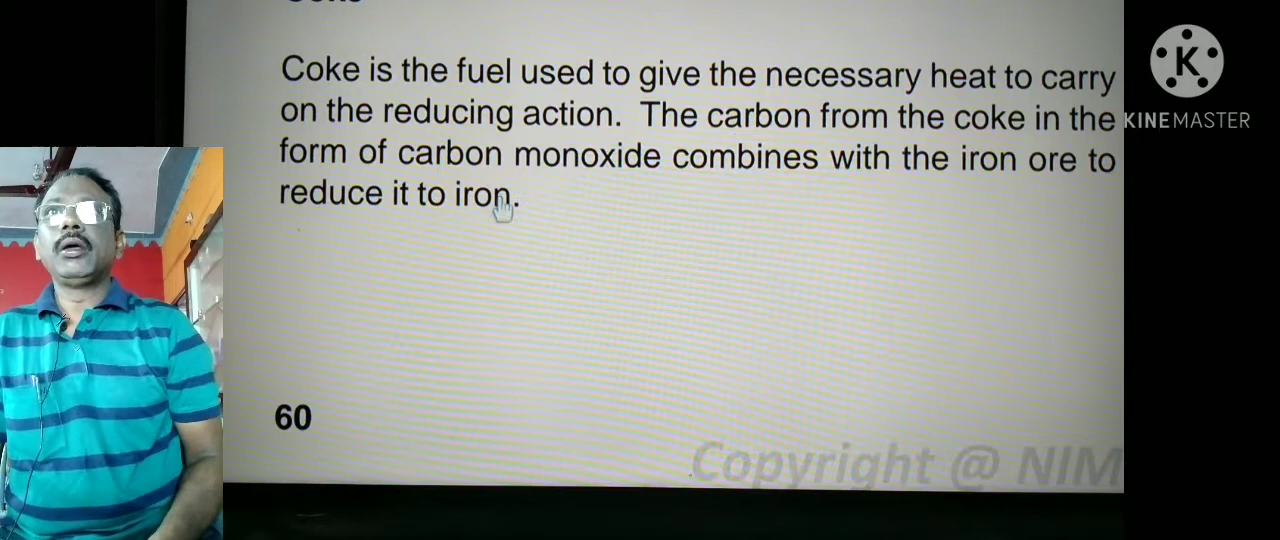 Coke is the fuel used to give the necessary heat to carry
on the reducing action. The carbon from the coke in the
form of carbon monoxide combines with the iron ore to
reduce it to iron.
60
Copyright @ NIM
K
KINEMASTER